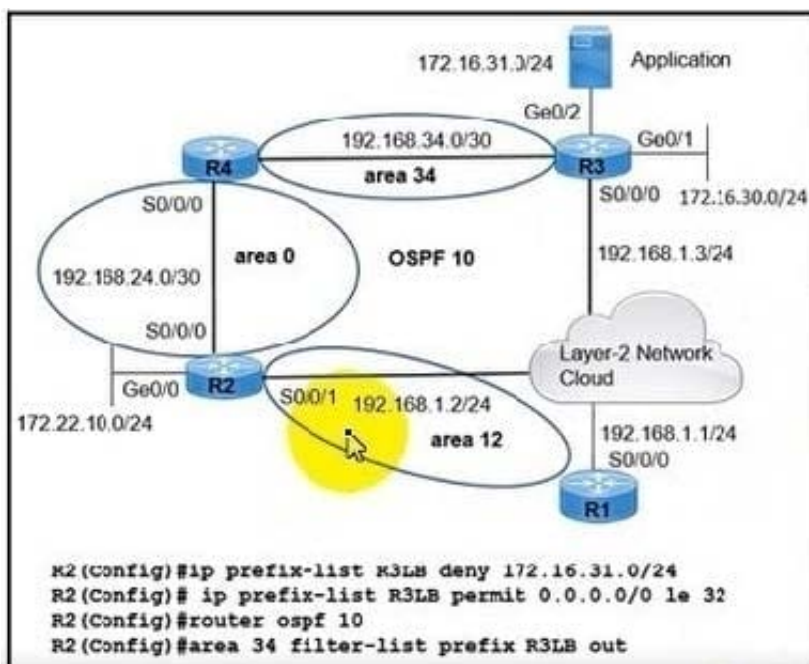 172.16.31.0/24
Application
Ge0/2
192.168.34.0/30
Ge0/1
R4
area 34
R3
S0/0/0
S0/0/0
172.16.30.0/24
192.168.24.0/30
area 0
OSPF 10
192.168.1.3/24
S0/0/0
Layer-2 Network
Cloud
R2
Ge0/0
S0/0/1
192.168.1.2/24
172.22.10.0/24
area 12
192.168.1.1/24
S0/0/0
R1
R2(Config)#ip prefix-list R3LB deny 172.16.31.0/24
R2(Config)# ip prefix-list R3LB permit 0.0.0.0/0 le 32
R2(Config)#router ospf 10
R2(Config)#area 34 filter-list prefix R3LB out